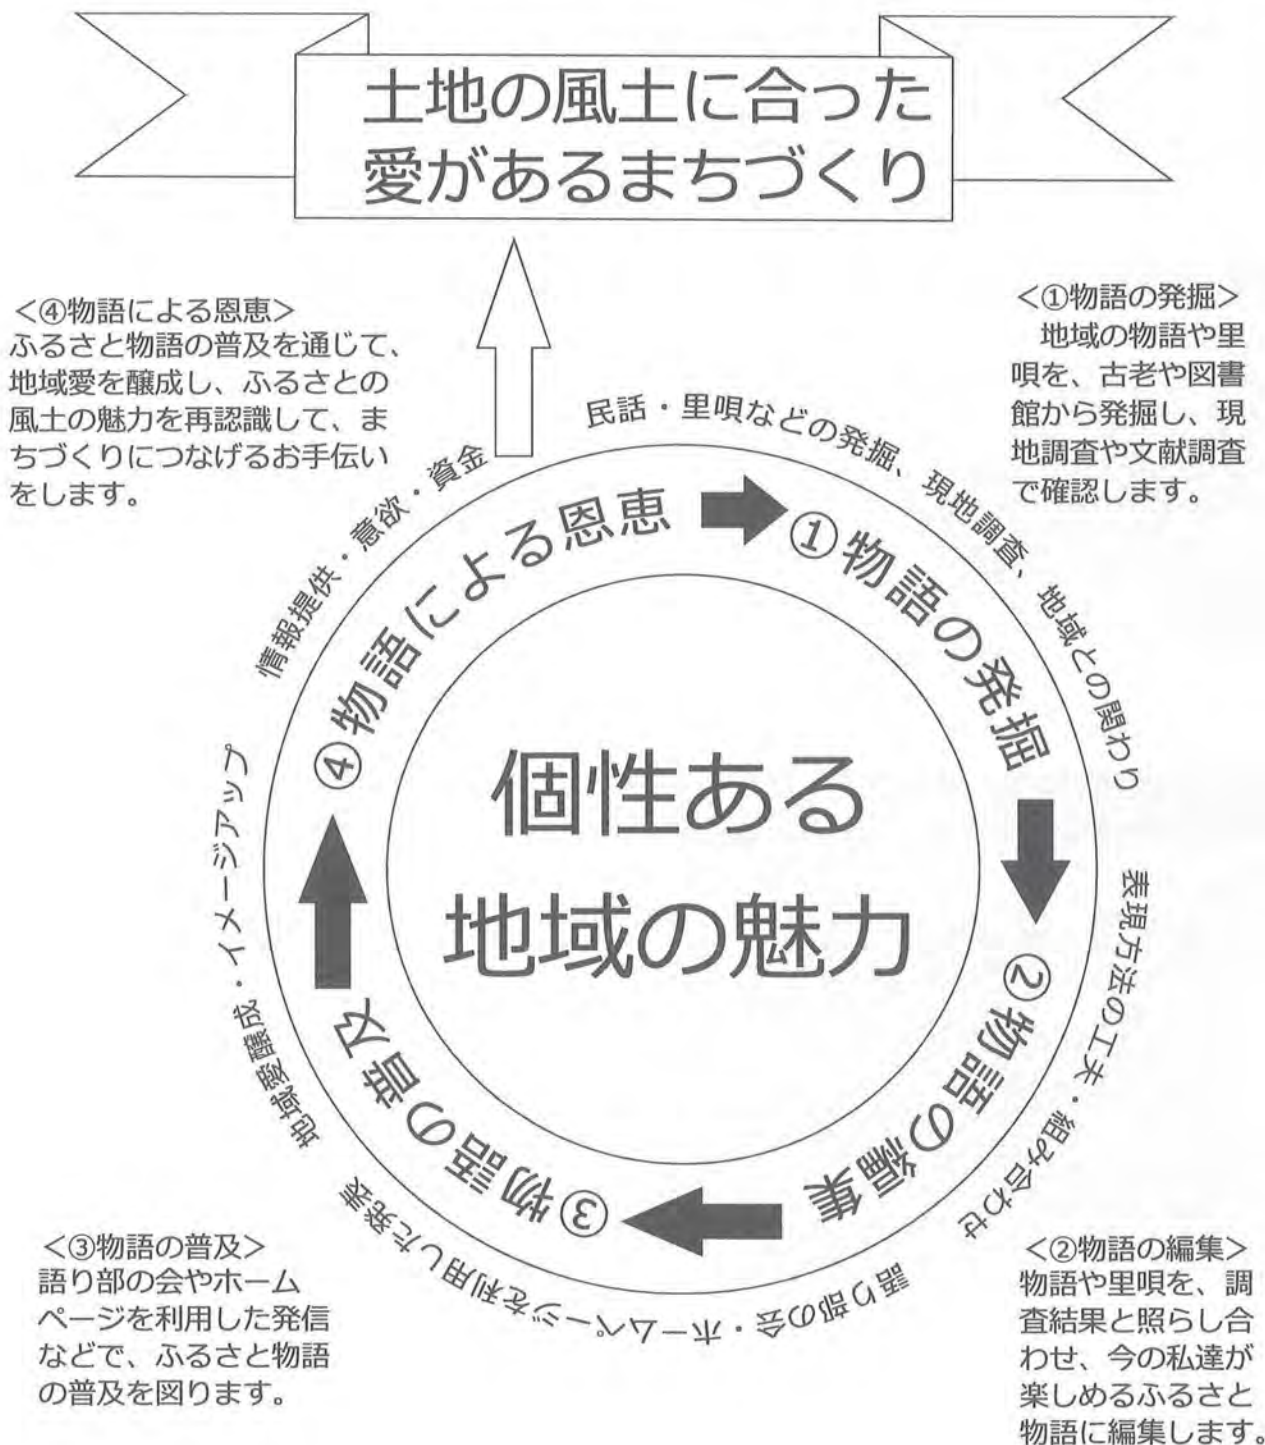 土地の風土に合った
愛があるまちづくり
<④物語による恩恵>
ふるさと物語の普及を通じて、
地域愛を醸成し、ふるさとの
風土の魅力を再認識して、ま
ちづくりにつなげるお手伝い
をします。
<①物語の発掘>
地域の物語や里
唄を、古老や図書
館から発掘し、現
地調査や文献調査
で確認します。
民話・里唄などの発掘、現地調査、地域との関わり
①物語の発掘
表現方法の工夫・組み合わせ
②物語の編集
語り部の会・ホームページを利用した発表
③物語の普及
地域愛醸成・イメージアップ
④物語による恩恵
情報提供・意欲・資金
個性ある
地域の魅力
<③物語の普及>
語り部の会やホーム
ページを利用した発信
などで、ふるさと物語
の普及を図ります。
<②物語の編集>
物語や里唄を、調
査結果と照らし合
わせ、今の私達が
楽しめるふるさと
物語に編集します。